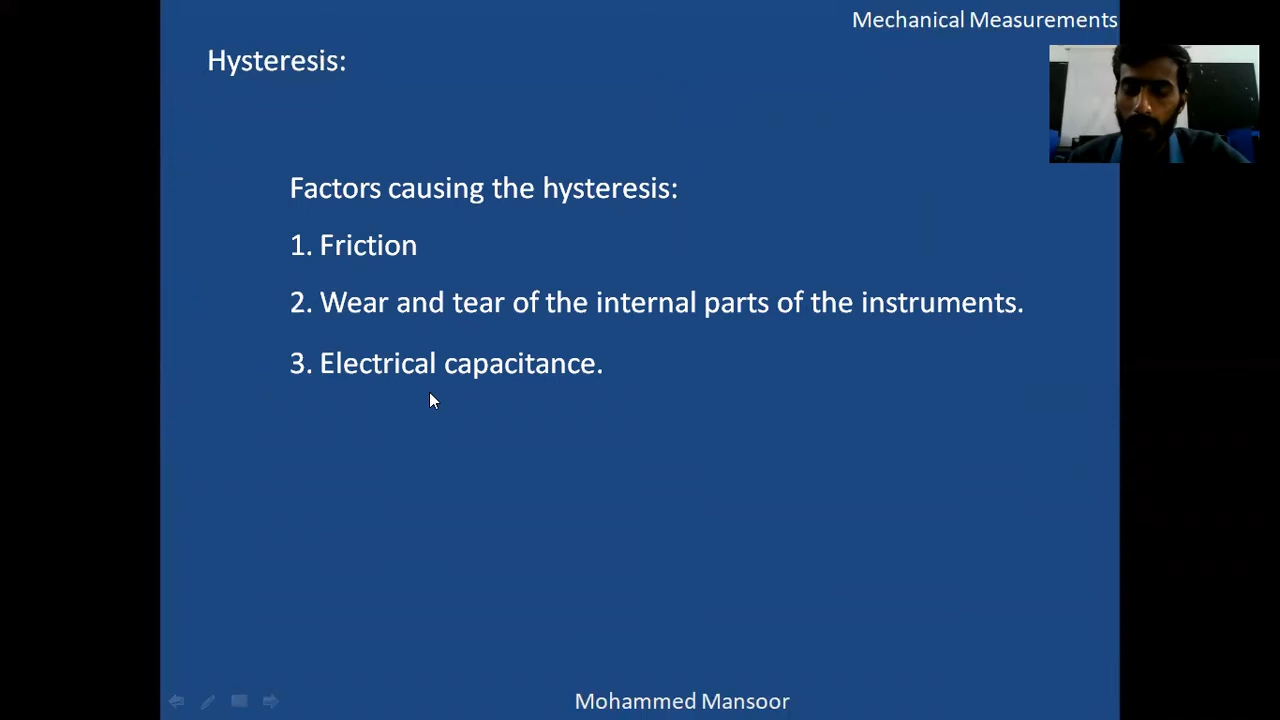 Mechanical Measurements
Hysteresis:
Factors causing the hysteresis:
1. Friction
2. Wear and tear of the internal parts of the instruments.
3. Electrical capacitance.
Mohammed Mansoor